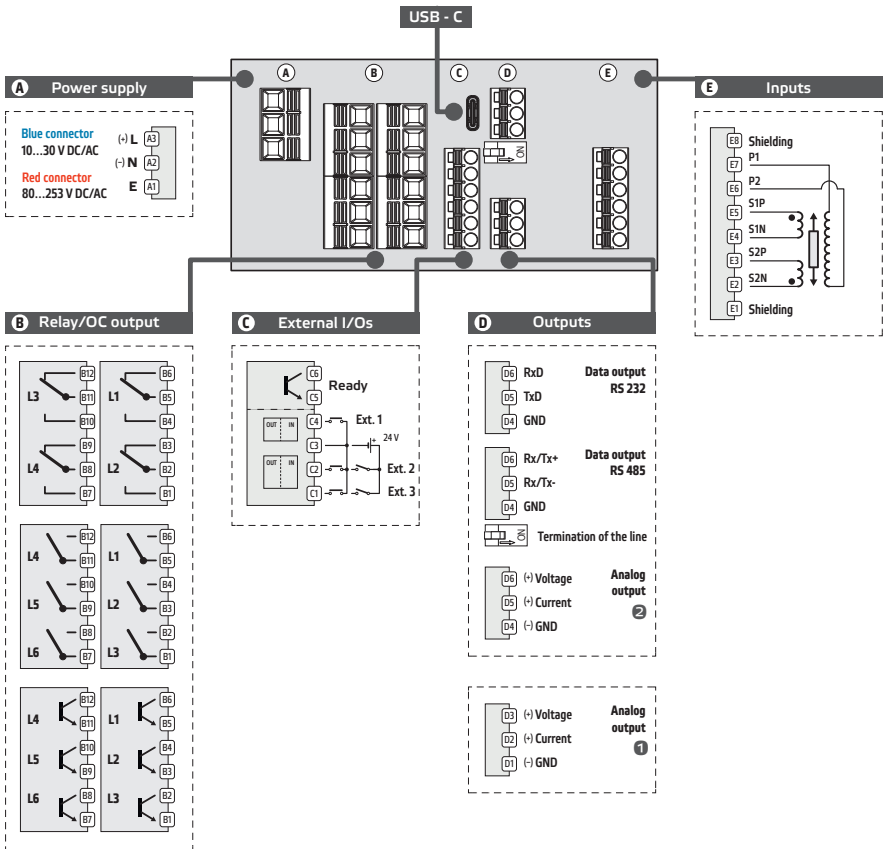 USB - C
A B C D E
NO
A Power supply
Blue connector
10...30 V DC/AC
Red connector
80...253 V DC/AC
(+) L A3
(-) N A2
E A1
E Inputs
E8 Shielding
E7 P1
E6 P2
E5 S1P
E4 S1N
E3 S2P
E2 S2N
E1 Shielding
B Relay/OC output
L3 B12 L1 B6
B11 B5
B10 B4
L4 B9 L2 B3
B8 B2
B7 B1
L4 B12 L1 B6
B11 B5
L5 B10 L2 B4
B9 B3
L6 B8 L3 B2
B7 B1
L4 B12 L1 B6
B11 B5
L5 B10 L2 B4
B9 B3
L6 B8 L3 B2
B7 B1
C External I/Os
C6
C5
Ready
OUT IN C4 Ext. 1
C3 + 24 V
OUT IN C2 Ext. 2
C1 Ext. 3
D Outputs
D6 RxD Data output
D5 TxD RS 232
D4 GND
D6 Rx/Tx+ Data output
D5 Rx/Tx- RS 485
D4 GND
NO Termination of the line
D6 (+) Voltage Analog
D5 (+) Current output
D4 (-) GND 2
D3 (+) Voltage Analog
D2 (+) Current output
D1 (-) GND 1